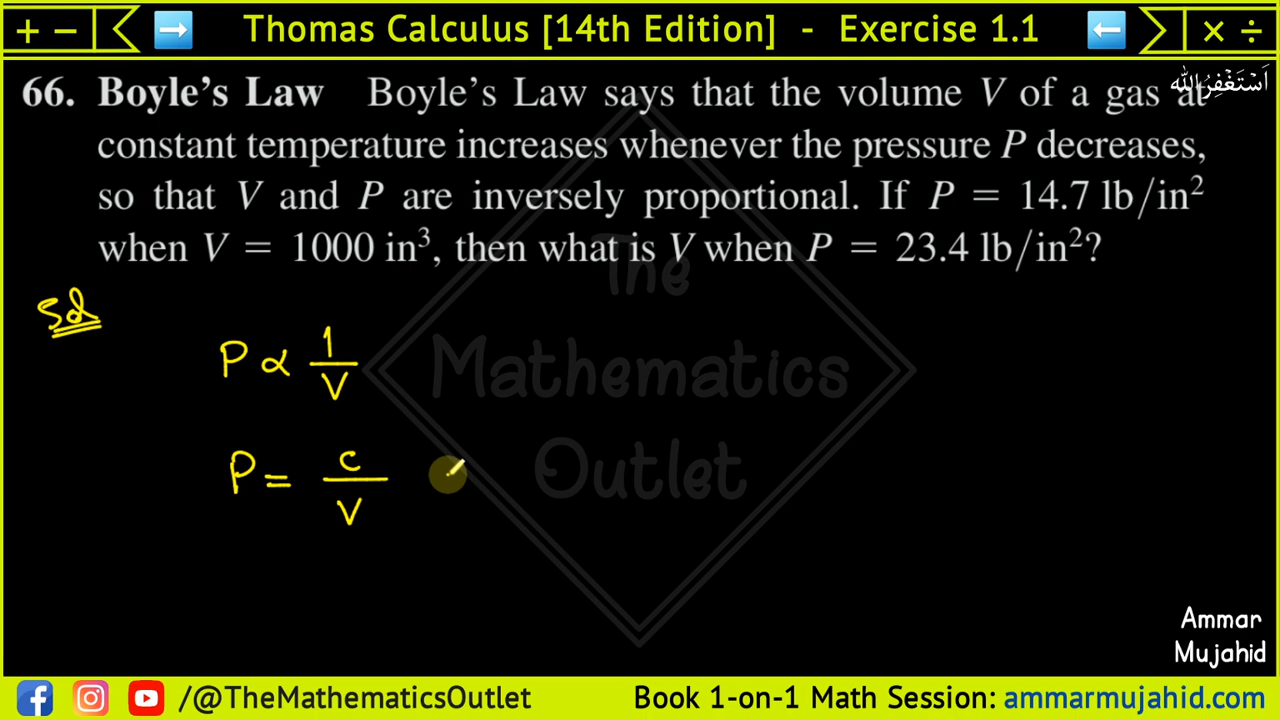 + − Thomas Calculus [14th Edition] - Exercise 1.1 × ÷
اَسْتَغْفِرُالله
66. Boyle's Law Boyle's Law says that the volume V of a gas at
constant temperature increases whenever the pressure P decreases,
so that V and P are inversely proportional. If P = 14.7 lb/in²
when V = 1000 in³, then what is V when P = 23.4 lb/in²?
The
Mathematics
Outlet
Sol
P ∝ 1/V
P = c/V
Ammar
Mujahid
/@TheMathematicsOutlet Book 1-on-1 Math Session: ammarmujahid.com